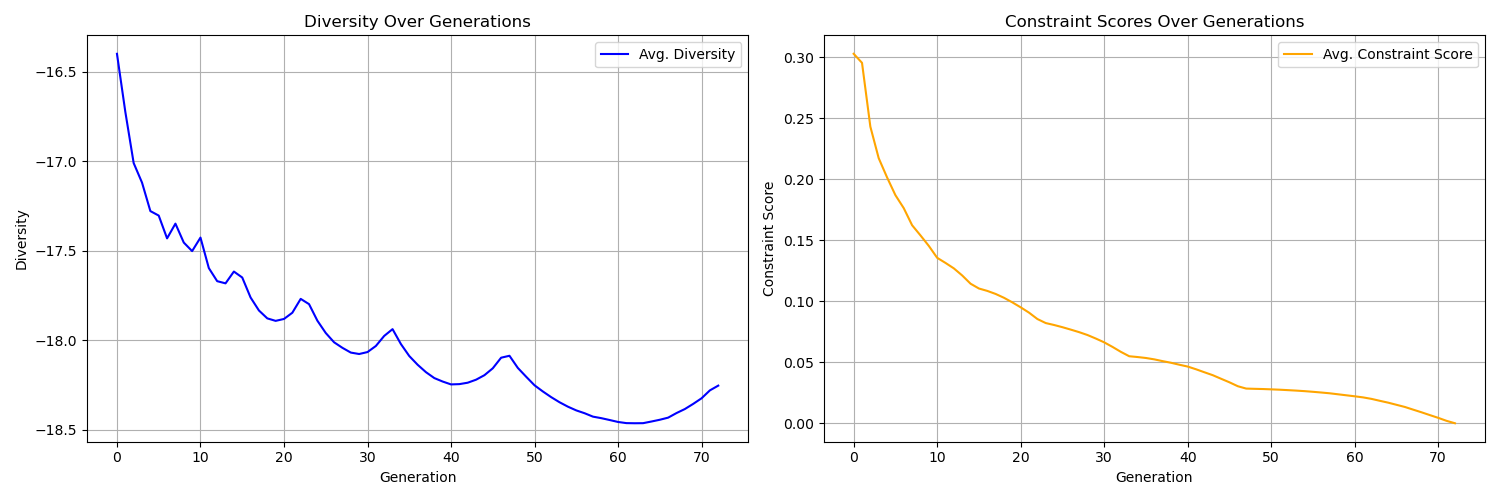 Diversity Over Generations
Avg. Diversity
Diversity
−16.5
−17.0
−17.5
−18.0
−18.5
0 10 20 30 40 50 60 70
Generation
Constraint Scores Over Generations
Avg. Constraint Score
Constraint Score
0.30
0.25
0.20
0.15
0.10
0.05
0.00
0 10 20 30 40 50 60 70
Generation